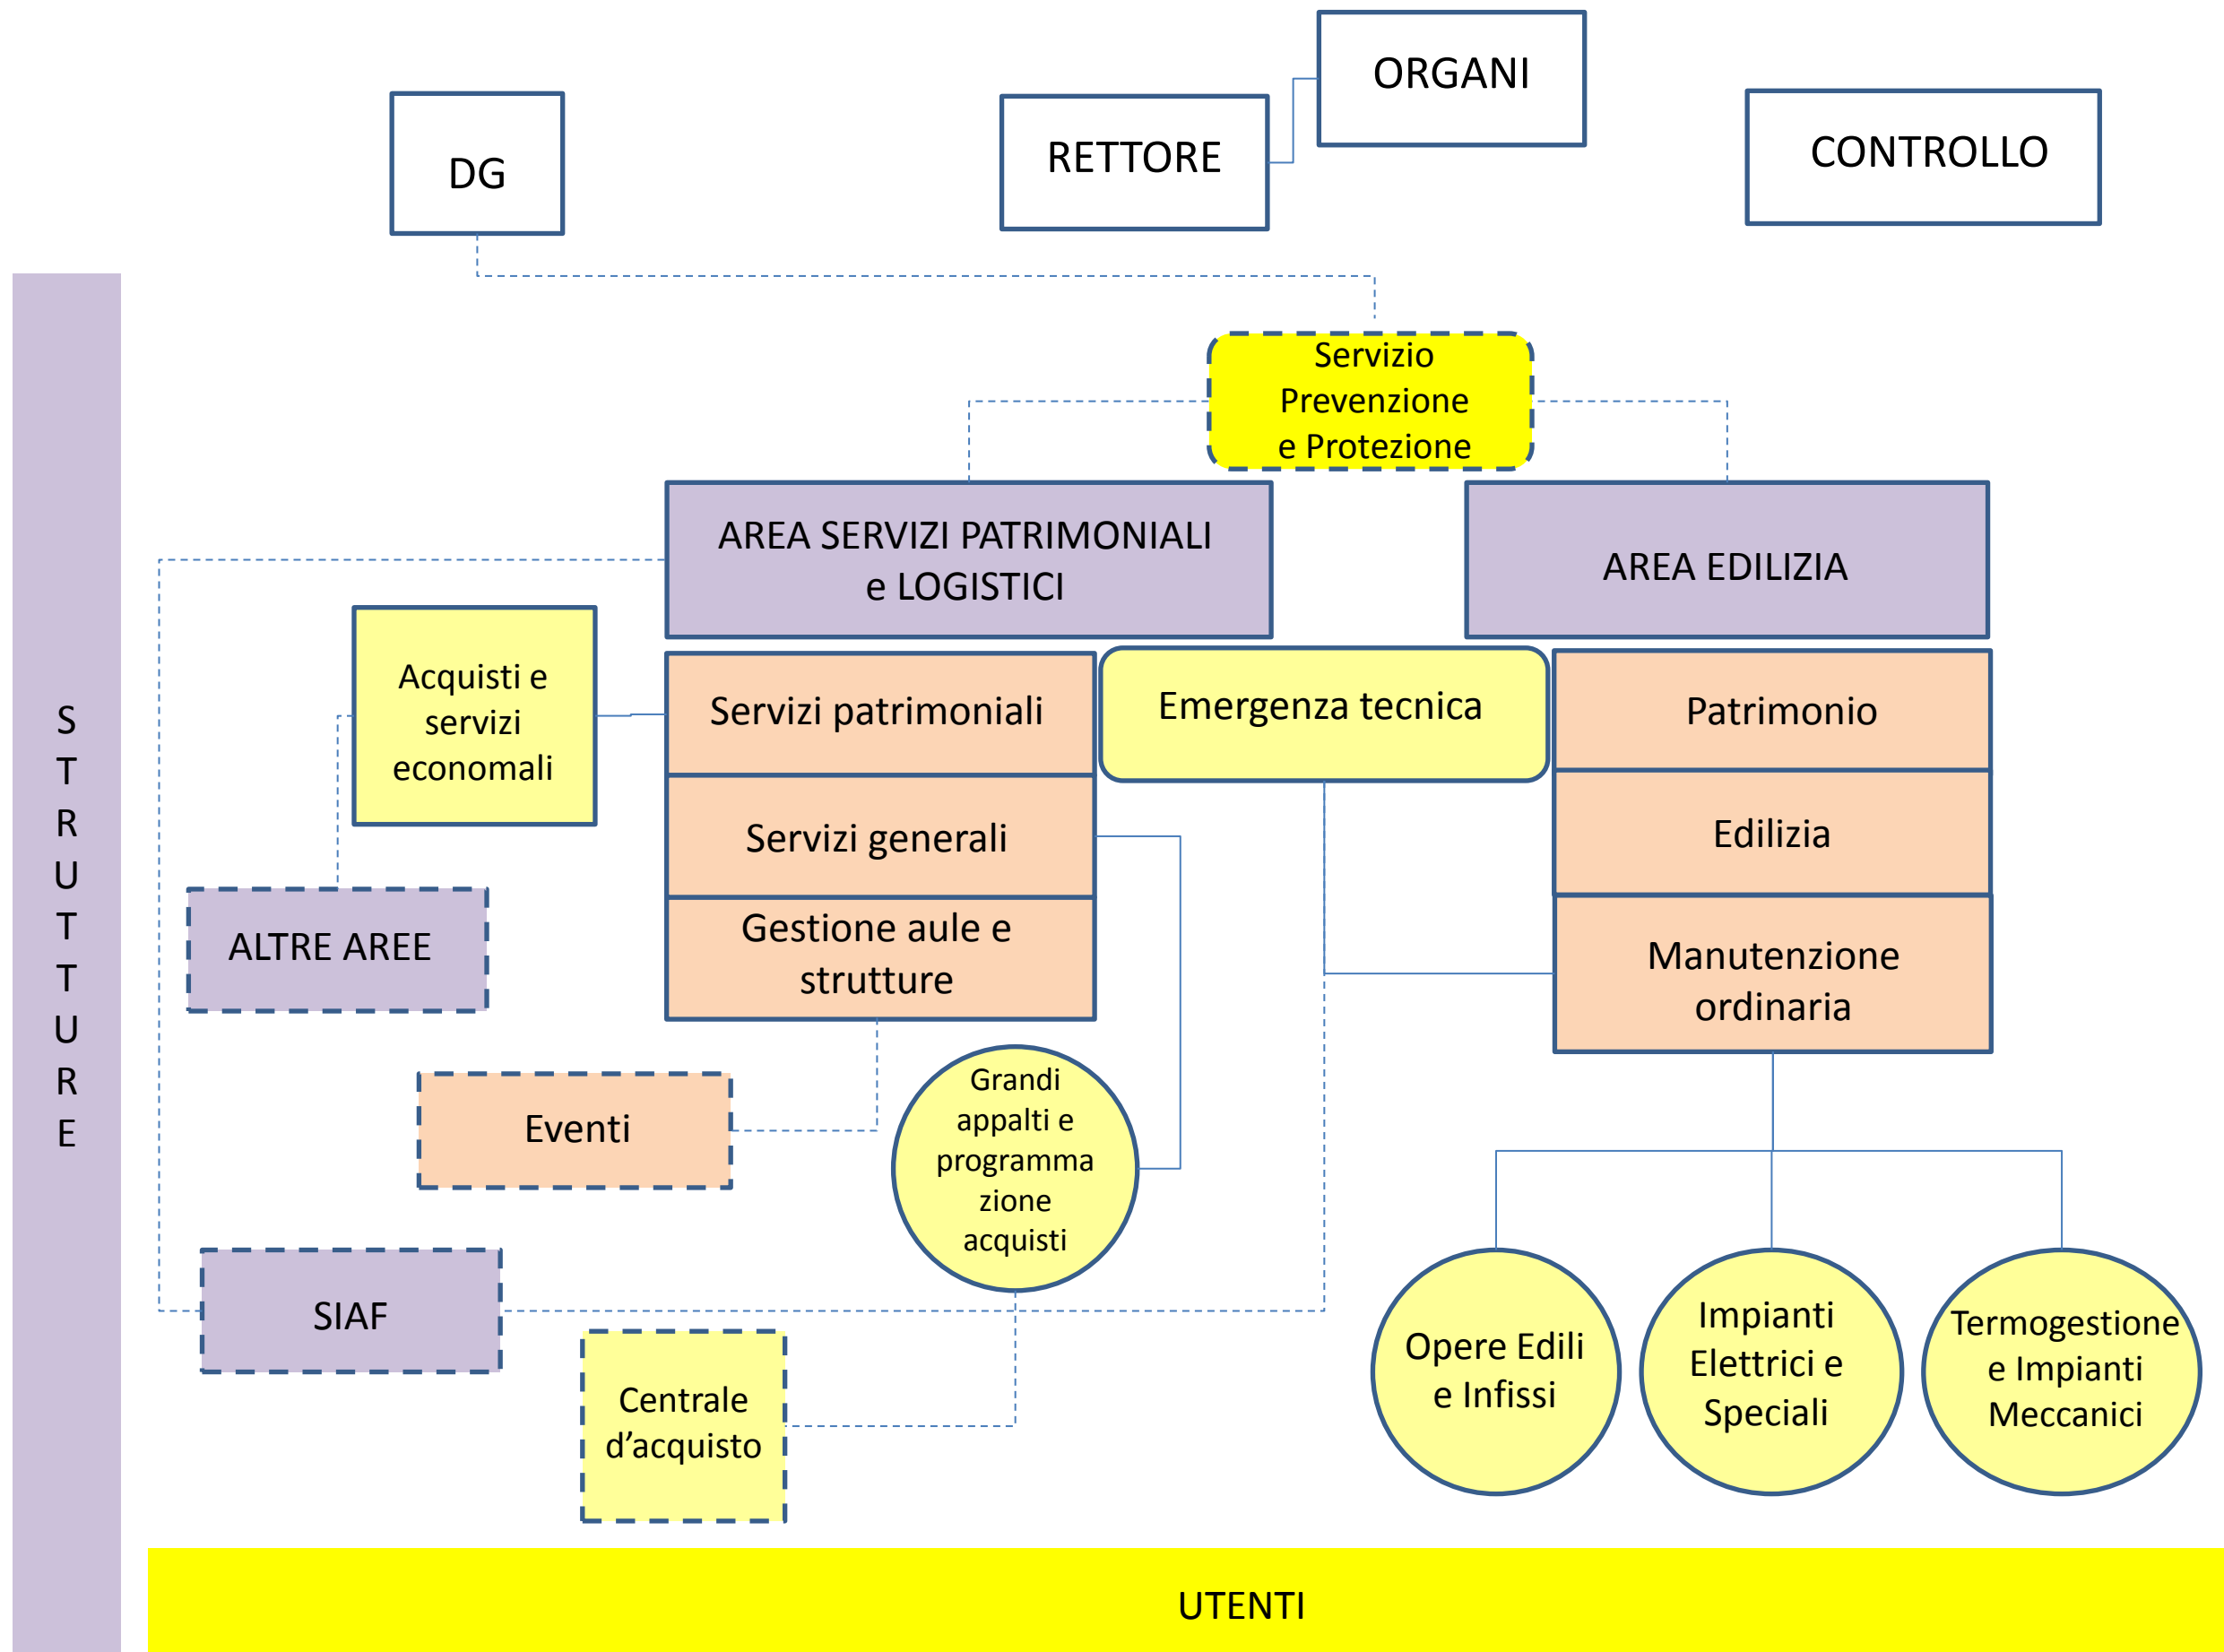 ORGANI
RETTORE
CONTROLLO
DG
Servizio
Prevenzione
e Protezione
AREA SERVIZI PATRIMONIALI
e LOGISTICI
AREA EDILIZIA
Acquisti e
servizi
economali
Servizi patrimoniali
Emergenza tecnica
Patrimonio
Servizi generali
Edilizia
Gestione aule e
strutture
Manutenzione
ordinaria
ALTRE AREE
S
T
R
U
T
T
U
R
E
Eventi
Grandi
appalti e
programma
zione
acquisti
SIAF
Centrale
d’acquisto
Opere Edili
e Infissi
Impianti
Elettrici e
Speciali
Termogestione
e Impianti
Meccanici
UTENTI